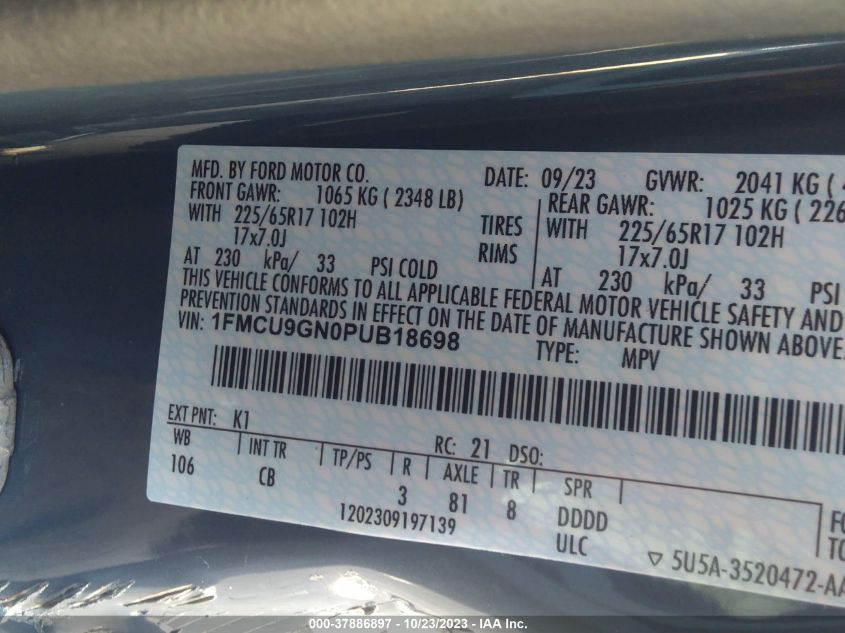 MFD. BY FORD MOTOR CO. DATE: 09/23 GVWR: 2041 KG (
FRONT GAWR: 1065 KG ( 2348 LB) REAR GAWR: 1025 KG ( 226
WITH 225/65R17 102H TIRES WITH 225/65R17 102H
17x7.0J RIMS 17x7.0J
AT 230 kPa/ 33 PSI COLD AT 230 kPa/ 33 PSI
THIS VEHICLE CONFORMS TO ALL APPLICABLE FEDERAL MOTOR VEHICLE SAFETY AND
PREVENTION STANDARDS IN EFFECT ON THE DATE OF MANUFACTURE SHOWN ABOVE.
VIN: 1FMCU9GN0PUB18698 TYPE: MPV
EXT PNT: K1 RC: 21 DSO:
WB INT TR TP/PS R AXLE TR SPR
106 CB 3 81 8 DDDD
1202309197139 ULC
5U5A-3520472-AA
000-37886897 - 10/23/2023 - IAA Inc.